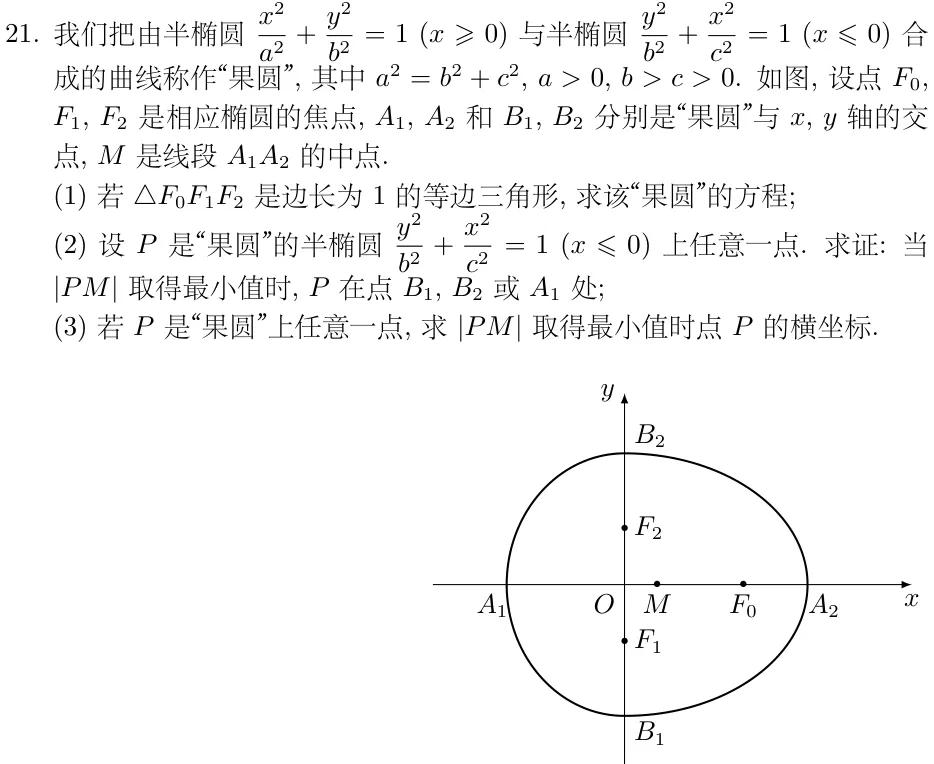 21. 我们把由半椭圆 $\frac{x^2}{a^2} + \frac{y^2}{b^2} = 1$ ($x \geqslant 0$) 与半椭圆 $\frac{y^2}{b^2} + \frac{x^2}{c^2} = 1$ ($x \leqslant 0$) 合
成的曲线称作“果圆”, 其中 $a^2 = b^2 + c^2$, $a > 0$, $b > c > 0$. 如图, 设点 $F_0$,
$F_1$, $F_2$ 是相应椭圆的焦点, $A_1$, $A_2$ 和 $B_1$, $B_2$ 分别是“果圆”与 $x$, $y$ 轴的交
点, $M$ 是线段 $A_1A_2$ 的中点.
(1) 若 $\triangle F_0F_1F_2$ 是边长为 1 的等边三角形, 求该“果圆”的方程;
(2) 设 $P$ 是“果圆”的半椭圆 $\frac{y^2}{b^2} + \frac{x^2}{c^2} = 1$ ($x \leqslant 0$) 上任意一点. 求证: 当
$|PM|$ 取得最小值时, $P$ 在点 $B_1$, $B_2$ 或 $A_1$ 处;
(3) 若 $P$ 是“果圆”上任意一点, 求 $|PM|$ 取得最小值时点 $P$ 的横坐标.
$y$
$B_2$
$F_2$
$A_1$ $O$ $M$ $F_0$ $A_2$ $x$
$F_1$
$B_1$